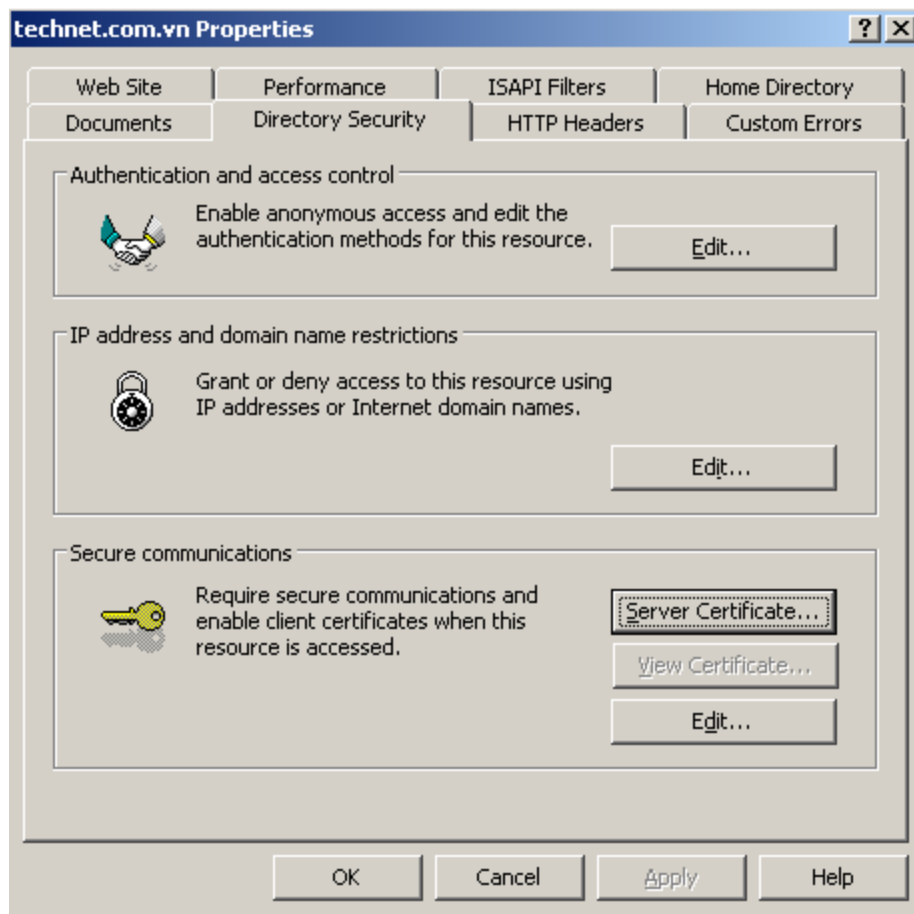 technet.com.vn Properties
Web Site
Performance
ISAPI Filters
Home Directory
Documents
Directory Security
HTTP Headers
Custom Errors
Authentication and access control
Enable anonymous access and edit the
authentication methods for this resource.
Edit...
IP address and domain name restrictions
Grant or deny access to this resource using
IP addresses or Internet domain names.
Edit...
Secure communications
Require secure communications and
enable client certificates when this
resource is accessed.
Server Certificate...
View Certificate...
Edit...
OK
Cancel
Apply
Help